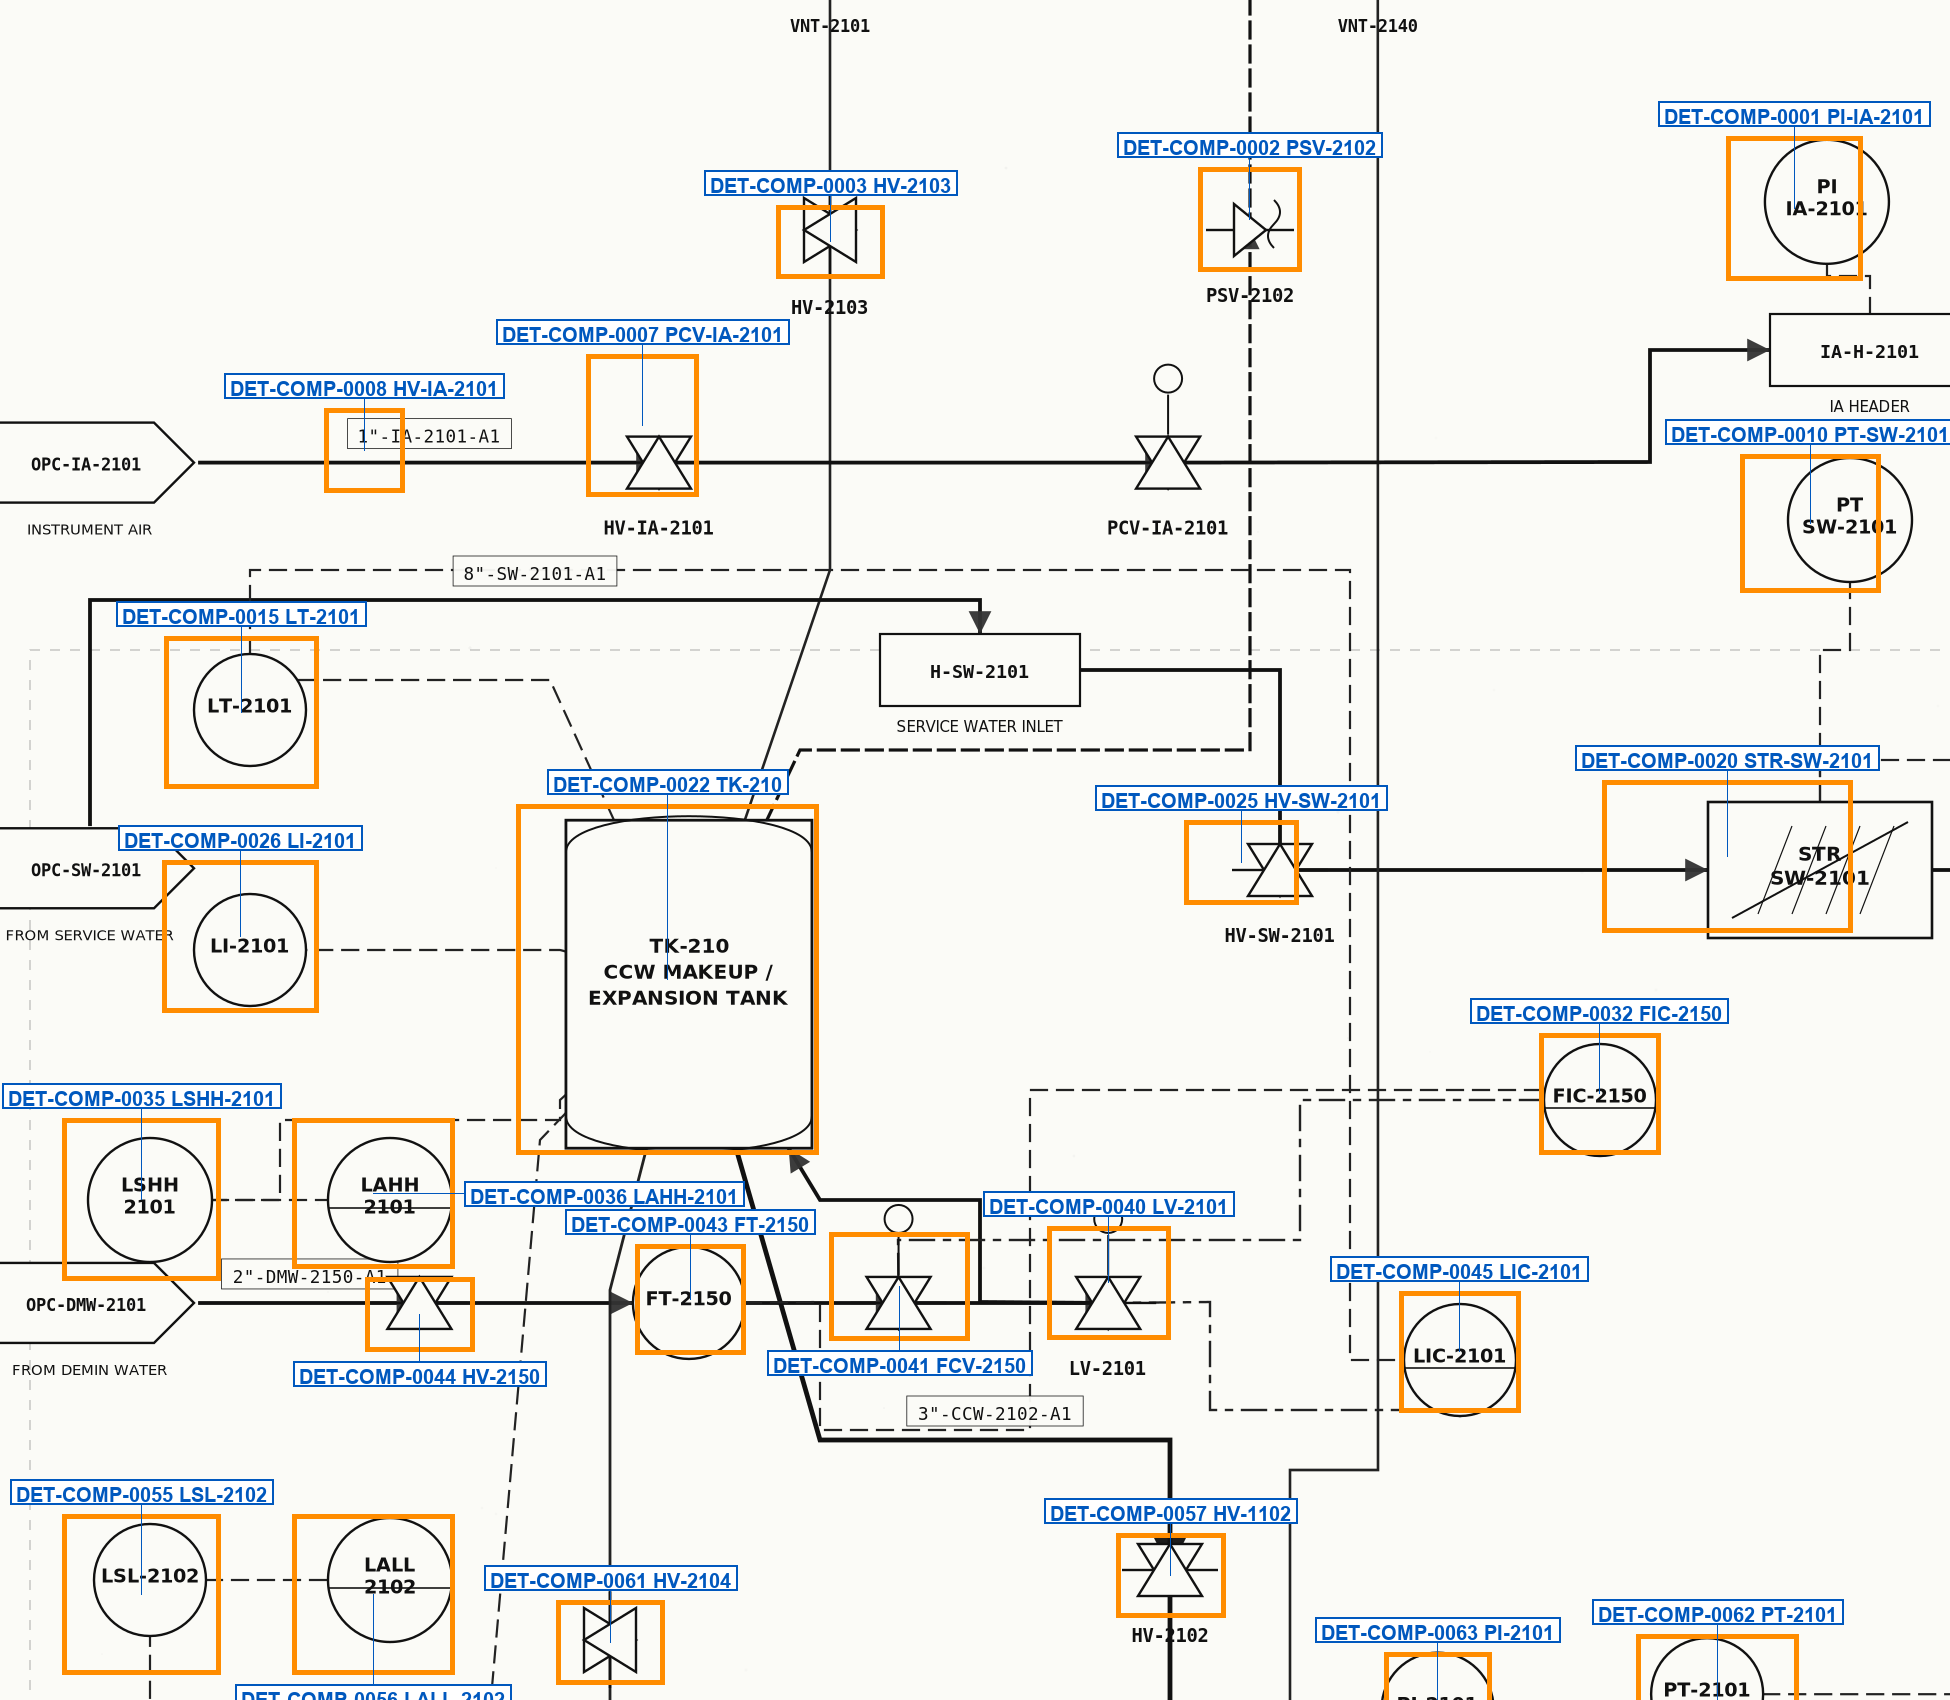 VNT-2101
VNT-2140
DET-COMP-0001 PI-IA-2101
DET-COMP-0002 PSV-2102
DET-COMP-0003 HV-2103
PI
IA-2101
PSV-2102
HV-2103
DET-COMP-0007 PCV-IA-2101
IA-H-2101
DET-COMP-0008 HV-IA-2101
IA HEADER
1"-IA-2101-A1
DET-COMP-0010 PT-SW-2101
OPC-IA-2101
PT
SW-2101
INSTRUMENT AIR
HV-IA-2101
PCV-IA-2101
8"-SW-2101-A1
DET-COMP-0015 LT-2101
H-SW-2101
LT-2101
SERVICE WATER INLET
DET-COMP-0020 STR-SW-2101
DET-COMP-0022 TK-210
DET-COMP-0025 HV-SW-2101
DET-COMP-0026 LI-2101
STR
SW-2101
OPC-SW-2101
FROM SERVICE WATER
HV-SW-2101
LI-2101
TK-210
CCW MAKEUP /
EXPANSION TANK
DET-COMP-0032 FIC-2150
DET-COMP-0035 LSHH-2101
FIC-2150
LSHH
2101
LAHH
2101
DET-COMP-0036 LAHH-2101
DET-COMP-0040 LV-2101
DET-COMP-0043 FT-2150
2"-DMW-2150-A1
DET-COMP-0045 LIC-2101
OPC-DMW-2101
FT-2150
FROM DEMIN WATER
DET-COMP-0044 HV-2150
DET-COMP-0041 FCV-2150
LV-2101
LIC-2101
3"-CCW-2102-A1
DET-COMP-0055 LSL-2102
DET-COMP-0057 HV-1102
LSL-2102
LALL
2102
DET-COMP-0061 HV-2104
HV-2102
DET-COMP-0063 PI-2101
DET-COMP-0062 PT-2101
DET-COMP-0056 LALL-2102
PI-2101
PT-2101